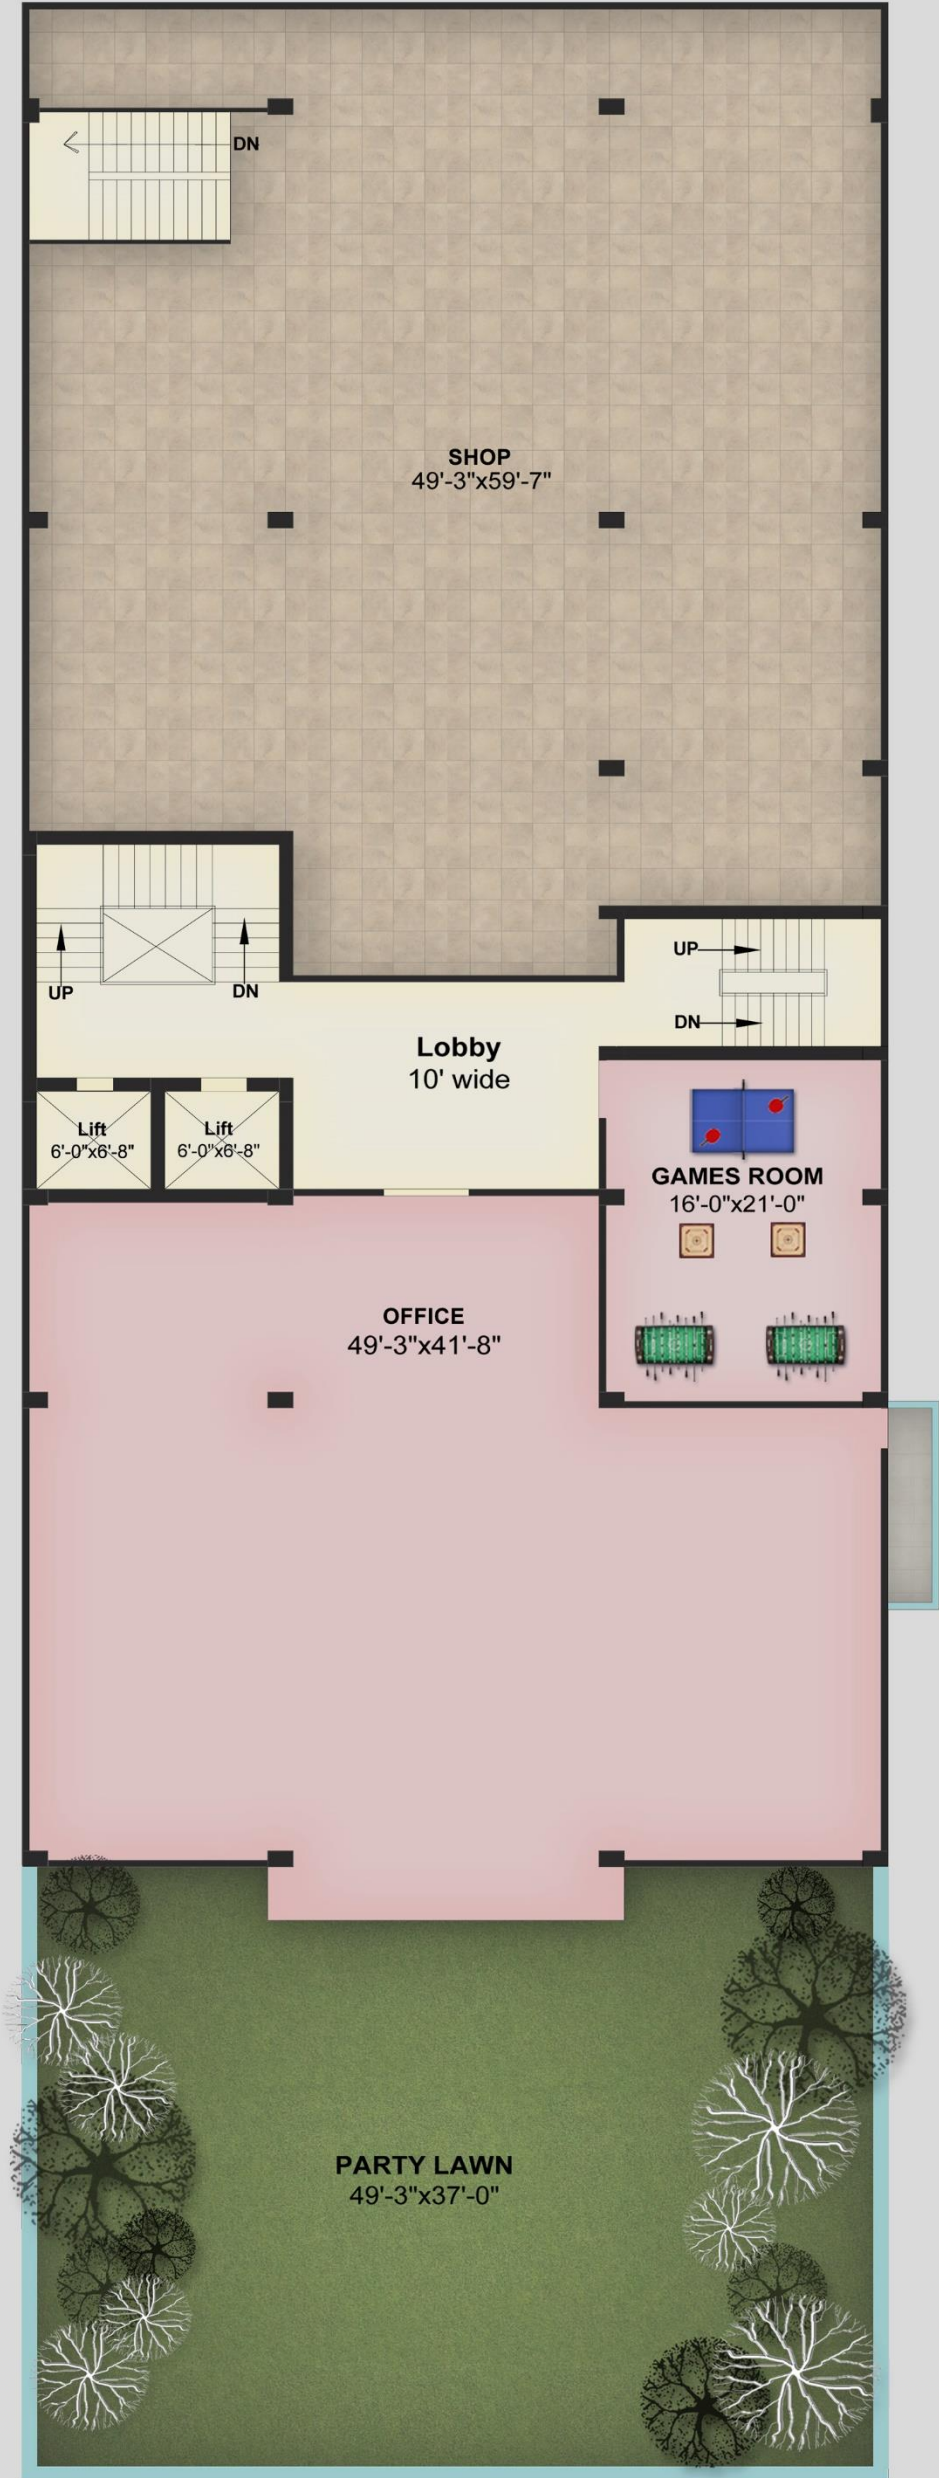 DN
SHOP
49'-3"x59'-7"
UP
DN
UP
DN
Lobby
10' wide
Lift
6'-0"x6'-8"
Lift
6'-0"x6'-8"
GAMES ROOM
16'-0"x21'-0"
OFFICE
49'-3"x41'-8"
PARTY LAWN
49'-3"x37'-0"